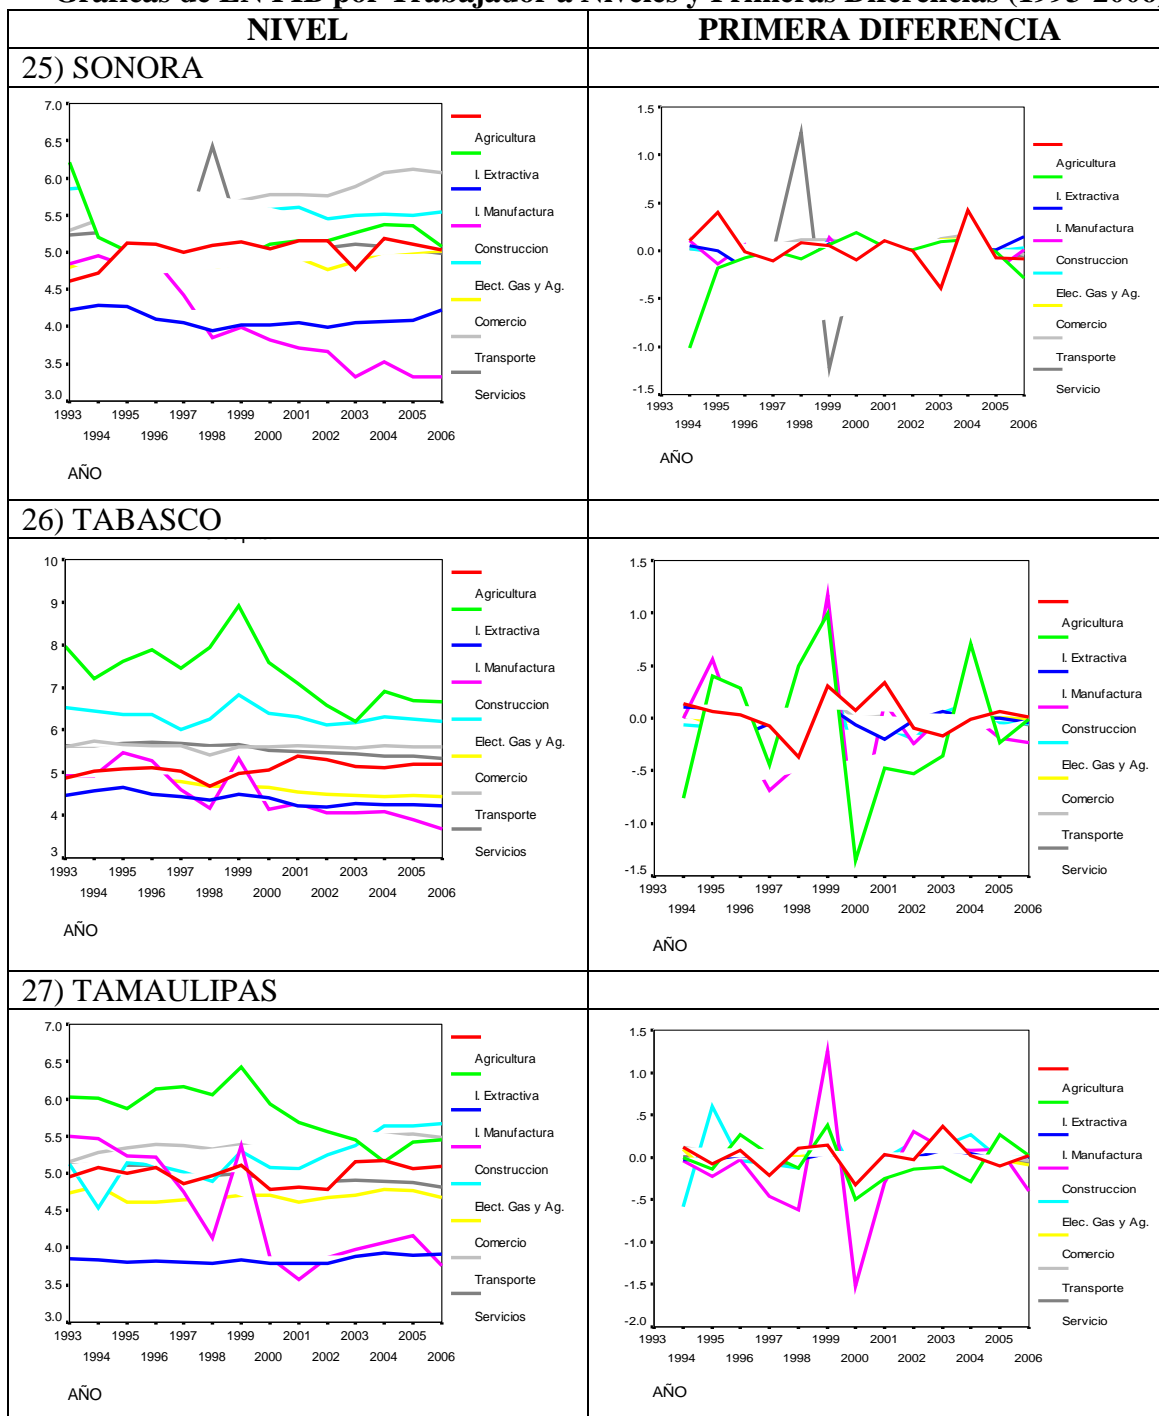 Gráficas de LN PIB por Trabajador a Niveles y Primeras Diferencias (1993-2006)
NIVEL PRIMERA DIFERENCIA
25) SONORA
7.0
6.5
6.0
5.5
5.0
4.5
4.0
3.5
3.0
1993 1995 1997 1999 2001 2003 2005
1994 1996 1998 2000 2002 2004 2006
AÑO
Agricultura
I. Extractiva
I. Manufactura
Construccion
Elect. Gas y Ag.
Comercio
Transporte
Servicios
1.5
1.0
.5
0.0
-.5
-1.0
-1.5
1993 1995 1997 1999 2001 2003 2005
1994 1996 1998 2000 2002 2004 2006
AÑO
Agricultura
I. Extractiva
I. Manufactura
Construccion
Elec. Gas y Ag.
Comercio
Transporte
Servicio
26) TABASCO
10
9
8
7
6
5
4
3
1993 1995 1997 1999 2001 2003 2005
1994 1996 1998 2000 2002 2004 2006
AÑO
Agricultura
I. Extractiva
I. Manufactura
Construccion
Elect. Gas y Ag.
Comercio
Transporte
Servicios
1.5
1.0
.5
0.0
-.5
-1.0
-1.5
1993 1995 1997 1999 2001 2003 2005
1994 1996 1998 2000 2002 2004 2006
AÑO
Agricultura
I. Extractiva
I. Manufactura
Construccion
Elec. Gas y Ag.
Comercio
Transporte
Servicio
27) TAMAULIPAS
7.0
6.5
6.0
5.5
5.0
4.5
4.0
3.5
3.0
1993 1995 1997 1999 2001 2003 2005
1994 1996 1998 2000 2002 2004 2006
AÑO
Agricultura
I. Extractiva
I. Manufactura
Construccion
Elect. Gas y Ag.
Comercio
Transporte
Servicios
1.5
1.0
.5
0.0
-.5
-1.0
-1.5
-2.0
1993 1995 1997 1999 2001 2003 2005
1994 1996 1998 2000 2002 2004 2006
AÑO
Agricultura
I. Extractiva
I. Manufactura
Construccion
Elec. Gas y Ag.
Comercio
Transporte
Servicio